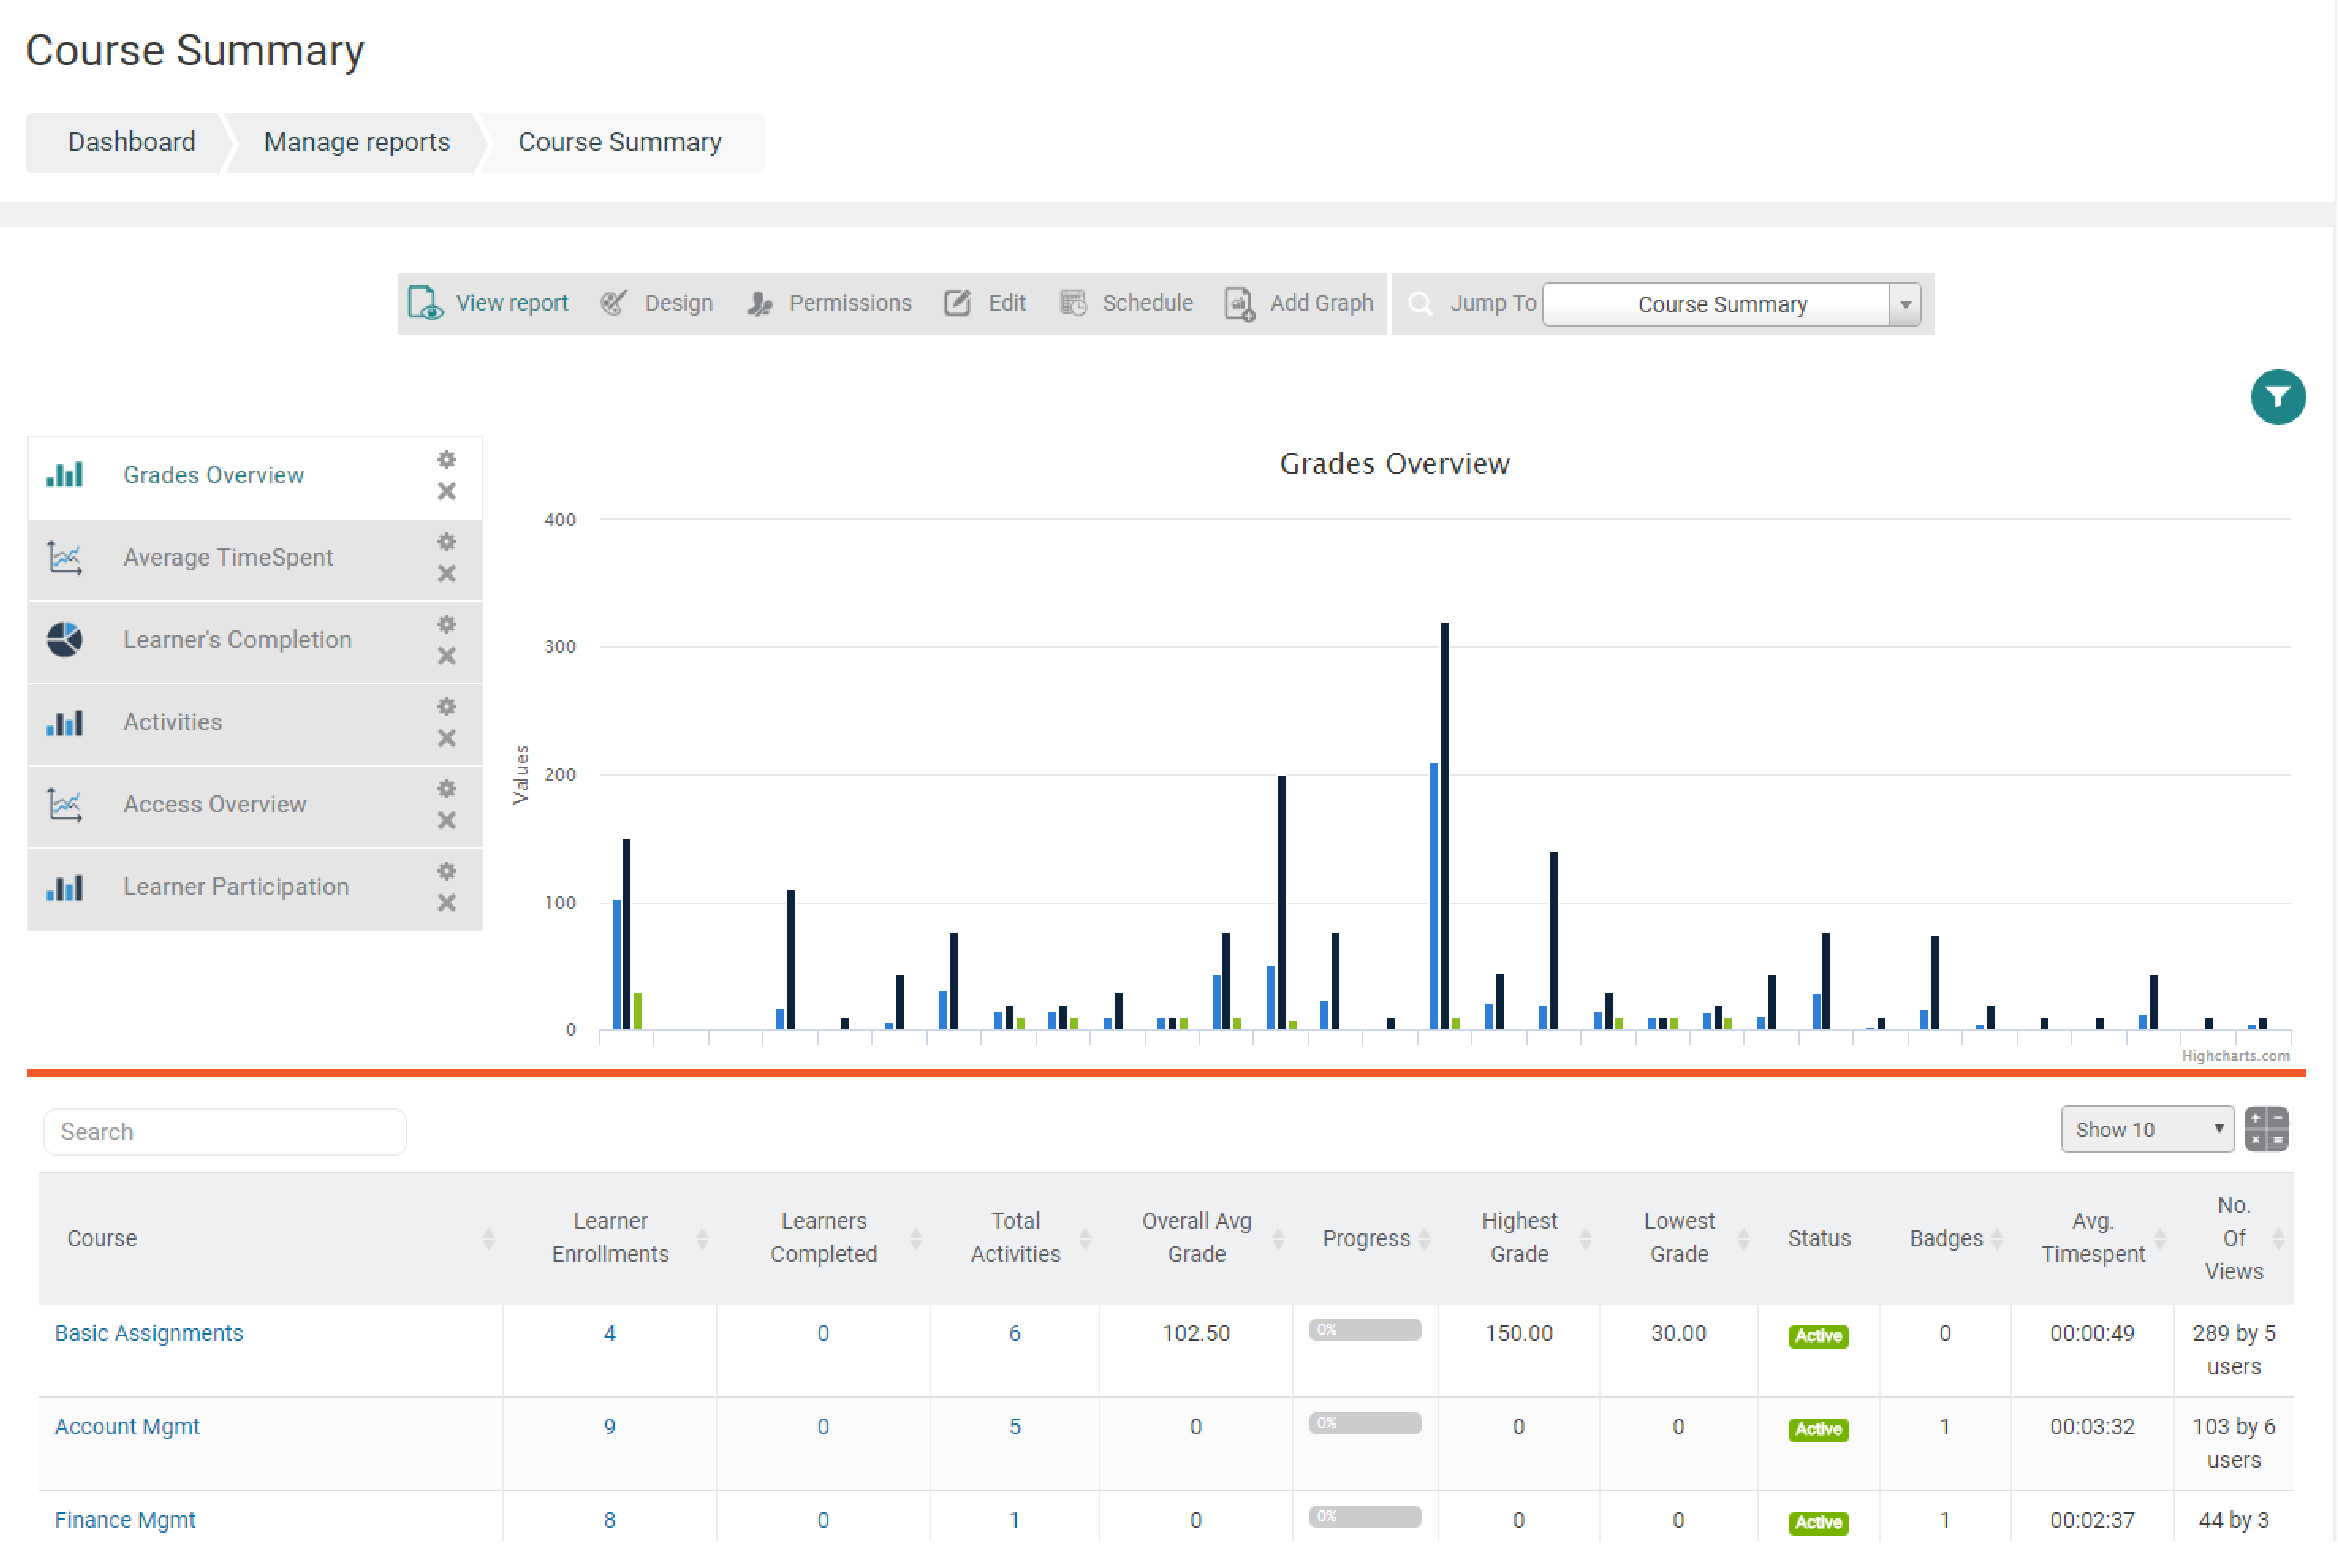 Course Summary
Dashboard
Manage reports
Course Summary
View report
Design
Permissions
Edit
Schedule
Add Graph
Jump To
Course Summary
Grades Overview
Average TimeSpent
Learner's Completion
Activities
Access Overview
Learner Participation
Grades Overview
Values
400
300
200
100
0
Highcharts.com
Search
Show 10
Course
Learner
Enrollments
Learners
Completed
Total
Activities
Overall Avg
Grade
Progress
Highest
Grade
Lowest
Grade
Status
Badges
Avg.
Timespent
No.
Of
Views
Basic Assignments 4 0 6 102.50 0% 150.00 30.00 Active 0 00:00:49 289 by 5
users
Account Mgmt 9 0 5 0 0% 0 0 Active 1 00:03:32 103 by 6
users
Finance Mgmt 8 0 1 0 0% 0 0 Active 1 00:02:37 44 by 3